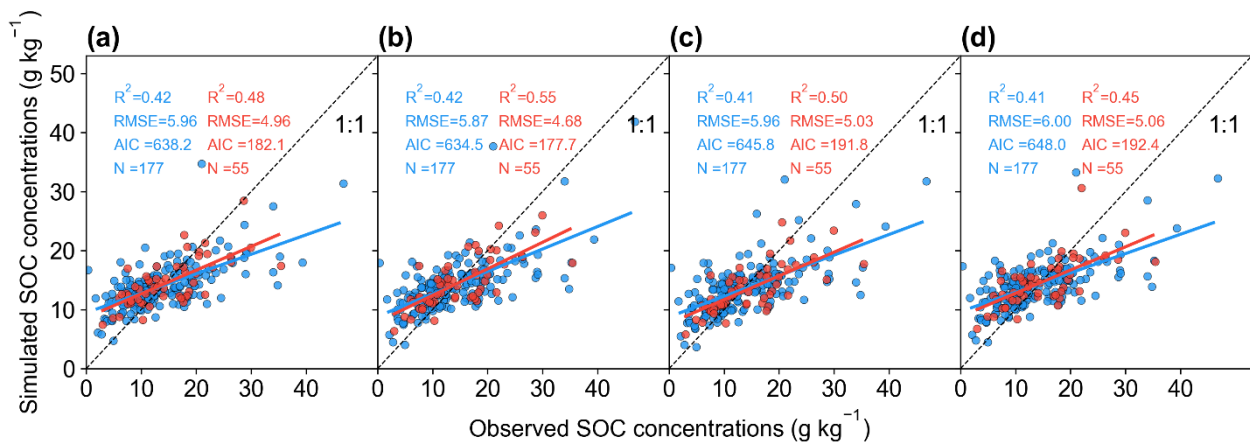 (a) (b) (c) (d)
Simulated SOC concentrations (g kg⁻¹)
50
40
30
20
10
0
R²=0.42 R²=0.48
RMSE=5.96 RMSE=4.96
AIC =638.2 AIC =182.1
N =177 N =55
1:1
R²=0.42 R²=0.55
RMSE=5.87 RMSE=4.68
AIC =634.5 AIC =177.7
N =177 N =55
1:1
R²=0.41 R²=0.50
RMSE=5.96 RMSE=5.03
AIC =645.8 AIC =191.8
N =177 N =55
1:1
R²=0.41 R²=0.45
RMSE=6.00 RMSE=5.06
AIC =648.0 AIC =192.4
N =177 N =55
1:1
0 10 20 30 40 0 10 20 30 40 0 10 20 30 40 0 10 20 30 40
Observed SOC concentrations (g kg⁻¹)